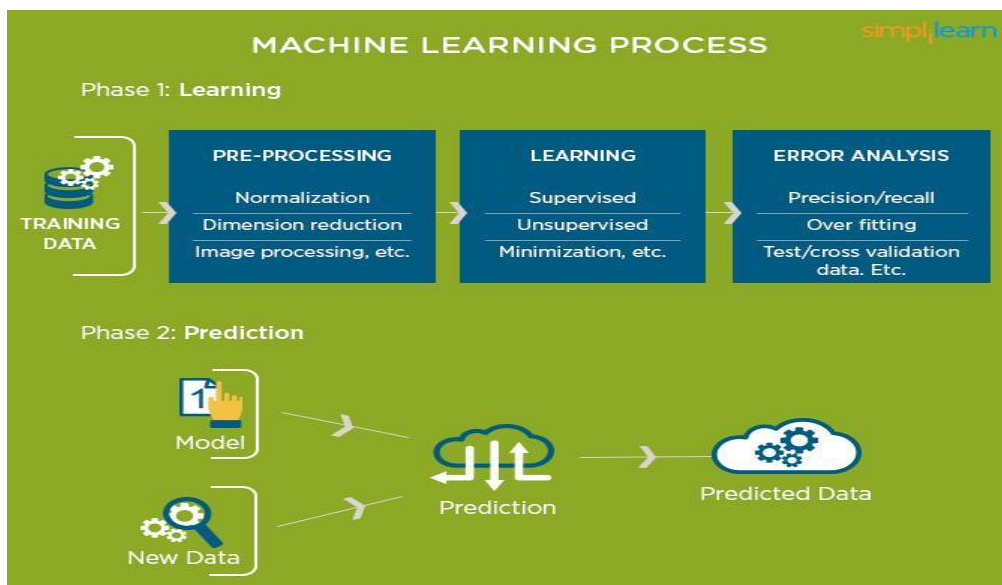 simplilearn
MACHINE LEARNING PROCESS
Phase 1: Learning
TRAINING
DATA
PRE-PROCESSING
Normalization
Dimension reduction
Image processing, etc.
LEARNING
Supervised
Unsupervised
Minimization, etc.
ERROR ANALYSIS
Precision/recall
Over fitting
Test/cross validation
data. Etc.
Phase 2: Prediction
1
Model
New Data
Prediction
Predicted Data